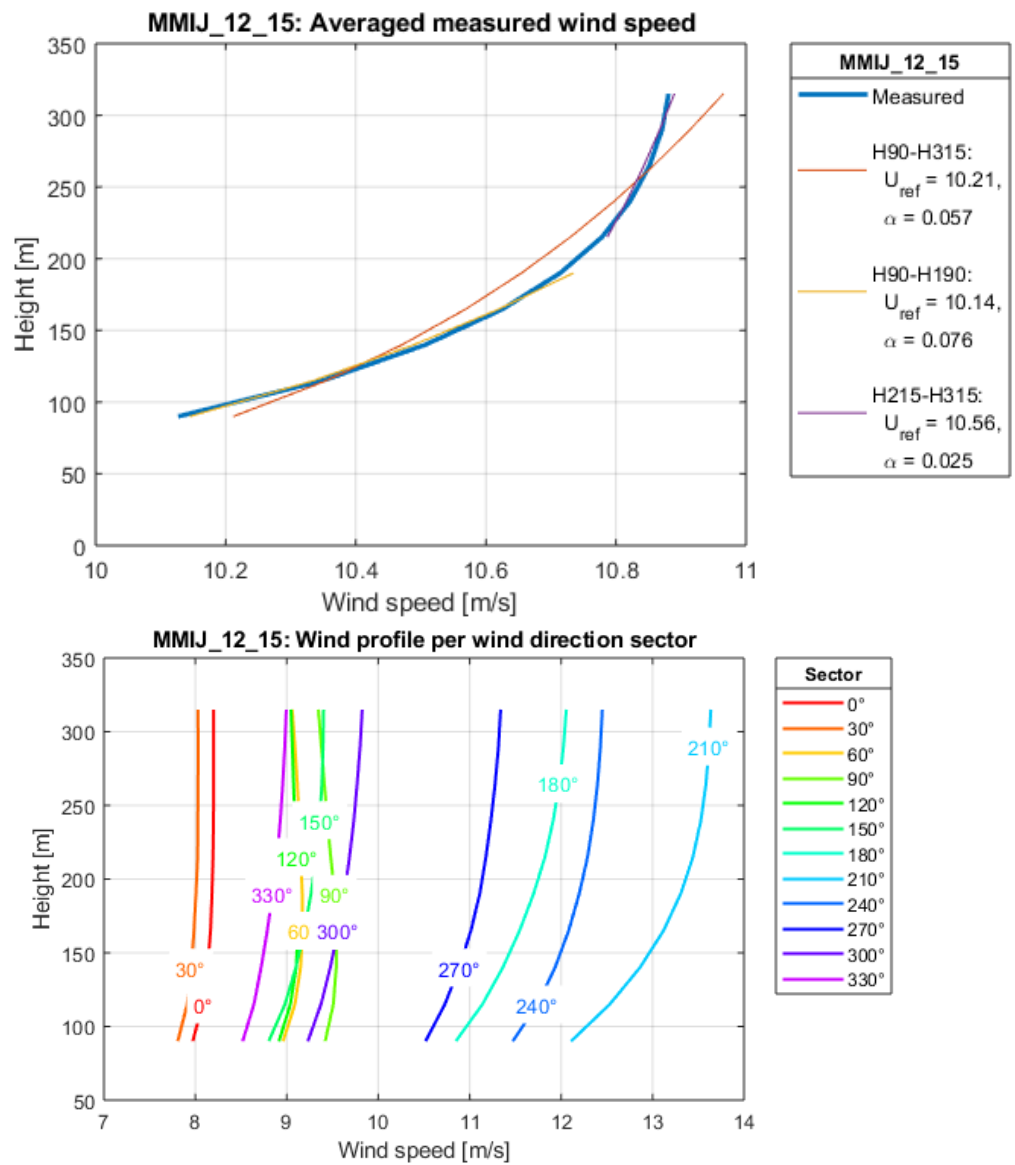 MMIJ_12_15: Averaged measured wind speed
350
300
250
200
150
100
50
0
Height [m]
10
10.2
10.4
10.6
10.8
11
Wind speed [m/s]
MMIJ_12_15
Measured
H90-H315:
U_ref = 10.21,
α = 0.057
H90-H190:
U_ref = 10.14,
α = 0.076
H215-H315:
U_ref = 10.56,
α = 0.025
MMIJ_12_15: Wind profile per wind direction sector
350
300
250
200
150
100
50
Height [m]
210°
180°
150°
120°
330°
90°
60
300°
30°
270°
0°
240°
7
8
9
10
11
12
13
14
Wind speed [m/s]
Sector
0°
30°
60°
90°
120°
150°
180°
210°
240°
270°
300°
330°